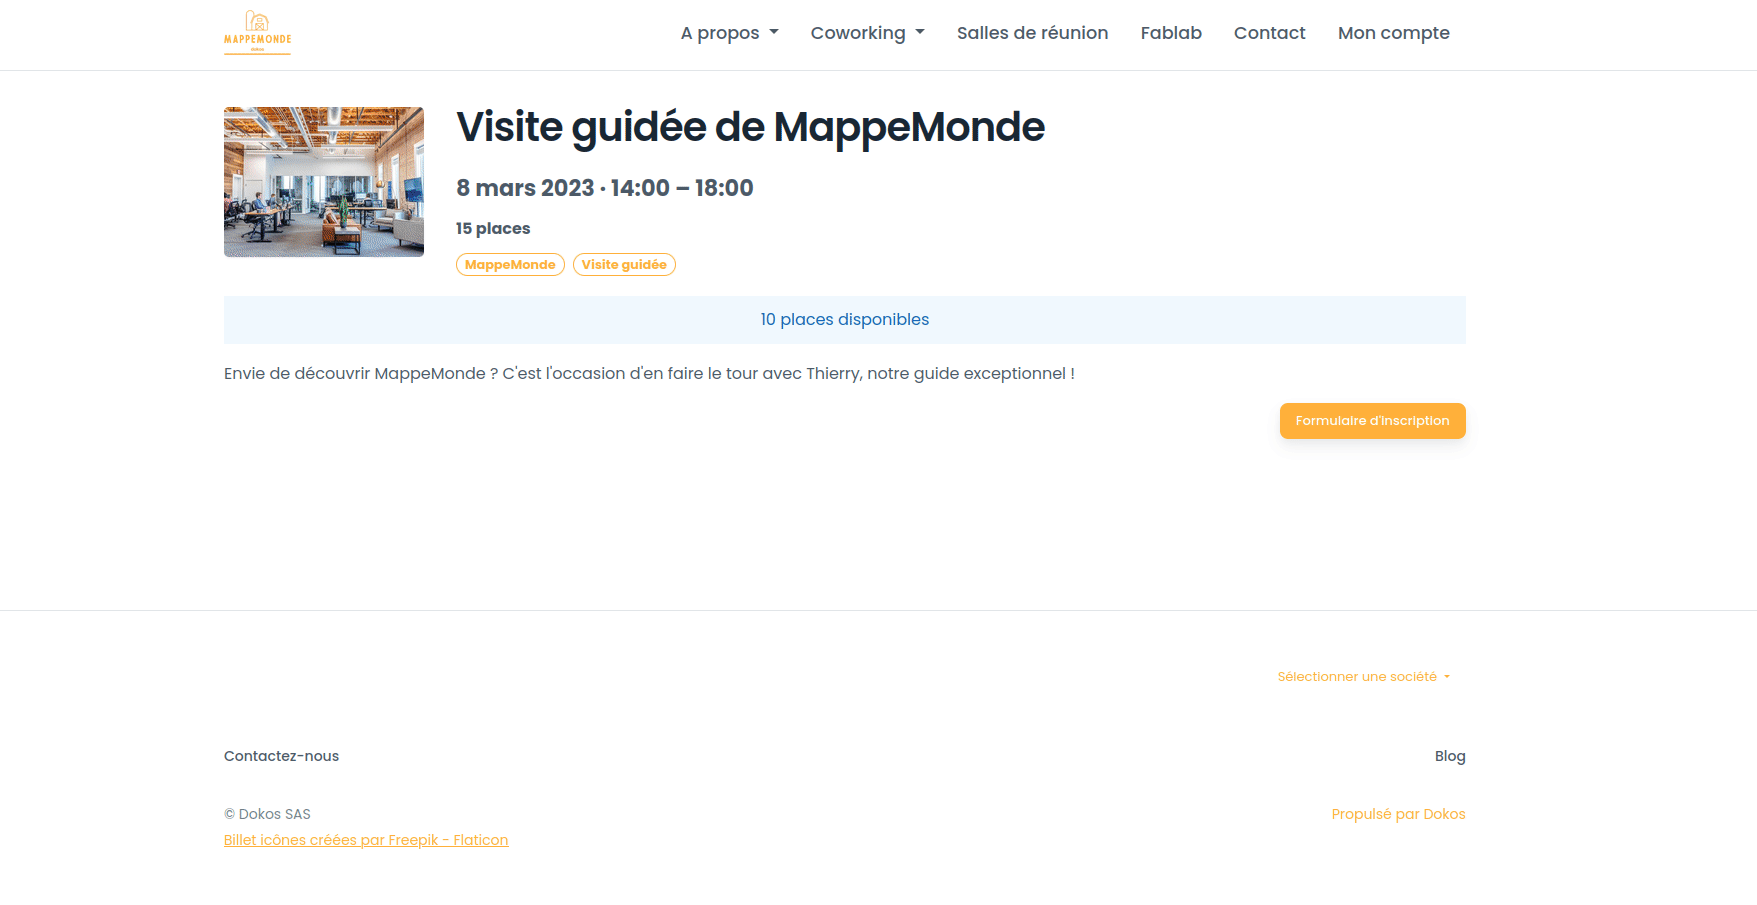 MAPPEMONDE
A propos
Coworking
Salles de réunion
Fablab
Contact
Mon compte
Visite guidée de MappeMonde
8 mars 2023 · 14:00 – 18:00
15 places
MappeMonde
Visite guidée
10 places disponibles
Envie de découvrir MappeMonde ? C'est l'occasion d'en faire le tour avec Thierry, notre guide exceptionnel !
Formulaire d'inscription
Sélectionner une société
Contactez-nous
Blog
© Dokos SAS
Propulsé par Dokos
Billet icônes créées par Freepik - Flaticon